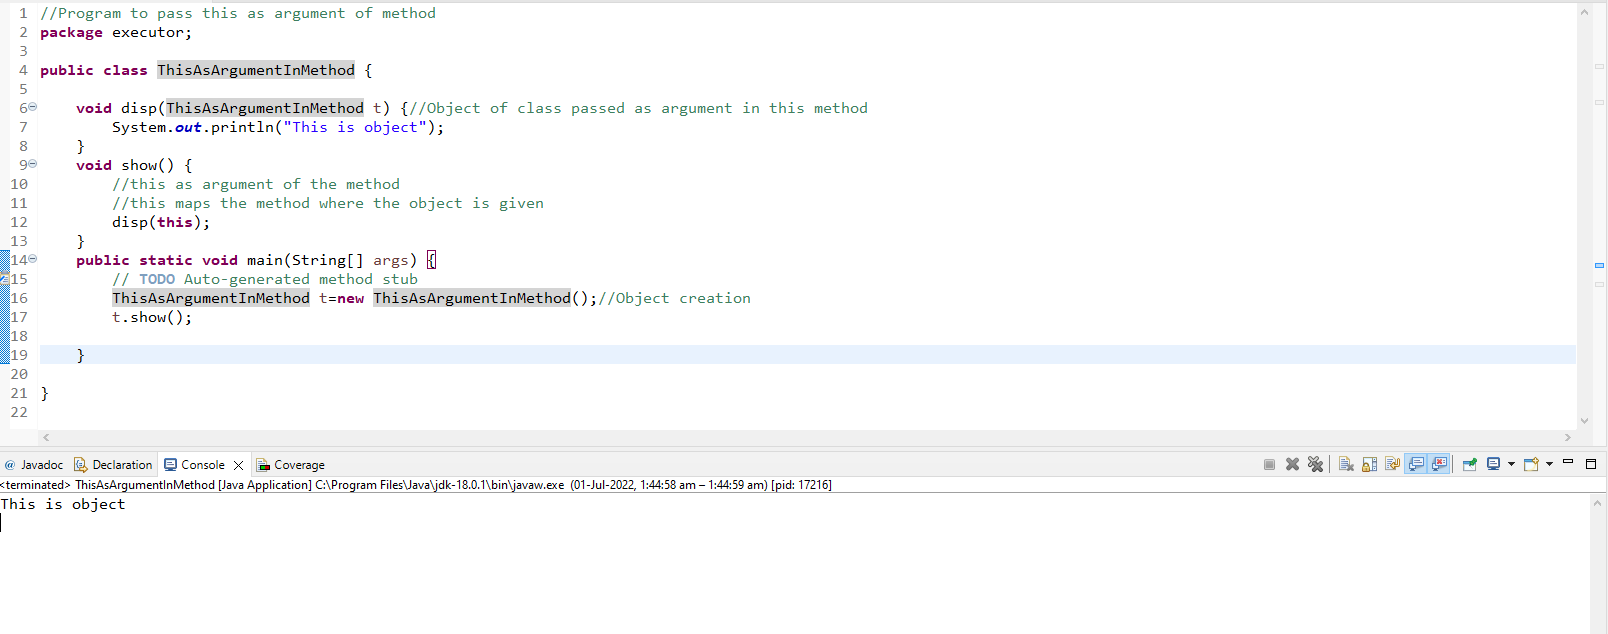 1 //Program to pass this as argument of method
2 package executor;
3
4 public class ThisAsArgumentInMethod {
5
6 void disp(ThisAsArgumentInMethod t) {//Object of class passed as argument in this method
7 System.out.println("This is object");
8 }
9 void show() {
10 //this as argument of the method
11 //this maps the method where the object is given
12 disp(this);
13 }
14 public static void main(String[] args) {
15 // TODO Auto-generated method stub
16 ThisAsArgumentInMethod t=new ThisAsArgumentInMethod();//Object creation
17 t.show();
18
19 }
20
21 }
22
@ Javadoc Declaration Console Coverage
<terminated> ThisAsArgumentInMethod [Java Application] C:\Program Files\Java\jdk-18.0.1\bin\javaw.exe (01-Jul-2022, 1:44:58 am – 1:44:59 am) [pid: 17216]
This is object